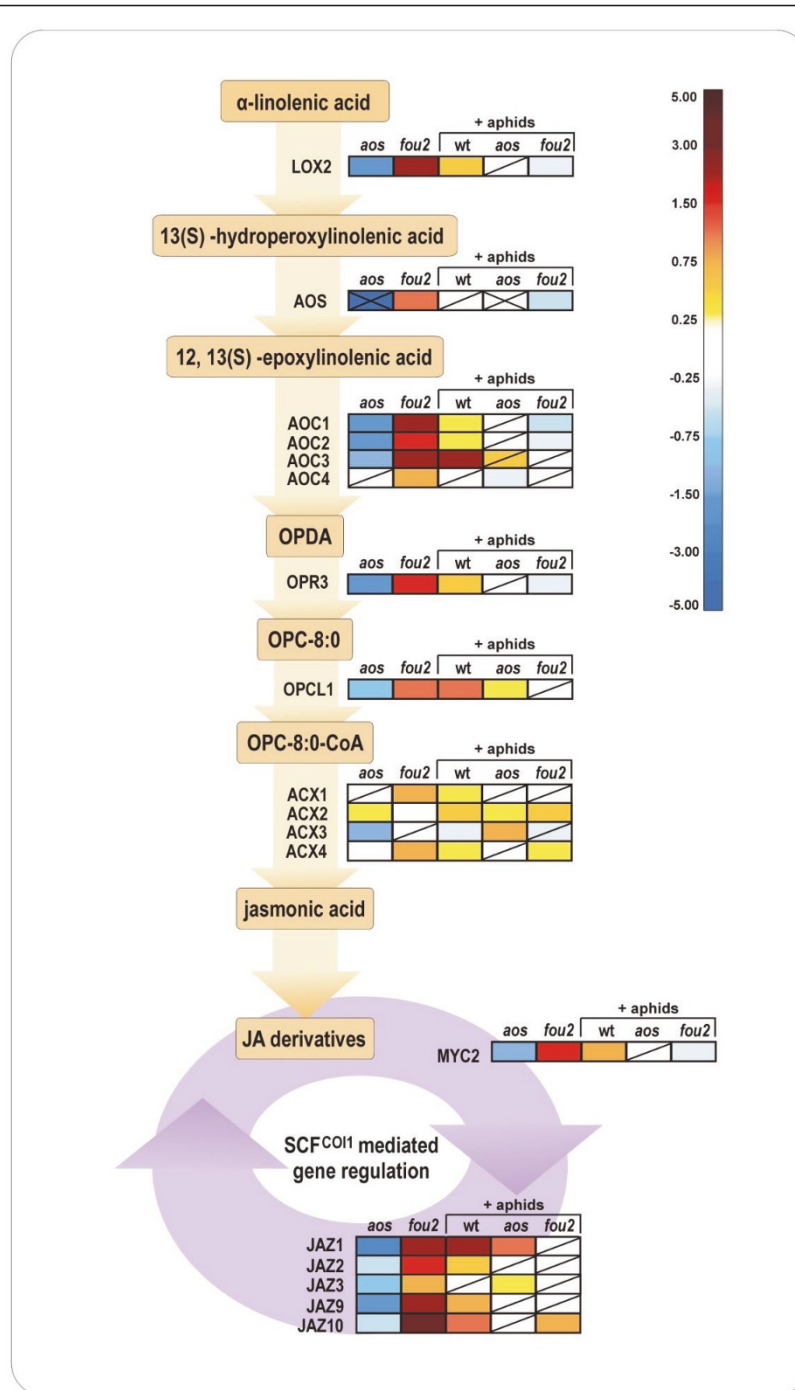 α-linolenic acid
+ aphids
aos fou2 wt aos fou2
LOX2
13(S) -hydroperoxylinolenic acid
+ aphids
aos fou2 wt aos fou2
AOS
12, 13(S) -epoxylinolenic acid
+ aphids
aos fou2 wt aos fou2
AOC1
AOC2
AOC3
AOC4
OPDA
+ aphids
aos fou2 wt aos fou2
OPR3
OPC-8:0
+ aphids
aos fou2 wt aos fou2
OPCL1
OPC-8:0-CoA
+ aphids
aos fou2 wt aos fou2
ACX1
ACX2
ACX3
ACX4
jasmonic acid
JA derivatives
+ aphids
aos fou2 wt aos fou2
MYC2
SCFCOI1 mediated
gene regulation
+ aphids
aos fou2 wt aos fou2
JAZ1
JAZ2
JAZ3
JAZ9
JAZ10
5.00
3.00
1.50
0.75
0.25
-0.25
-0.75
-1.50
-3.00
-5.00